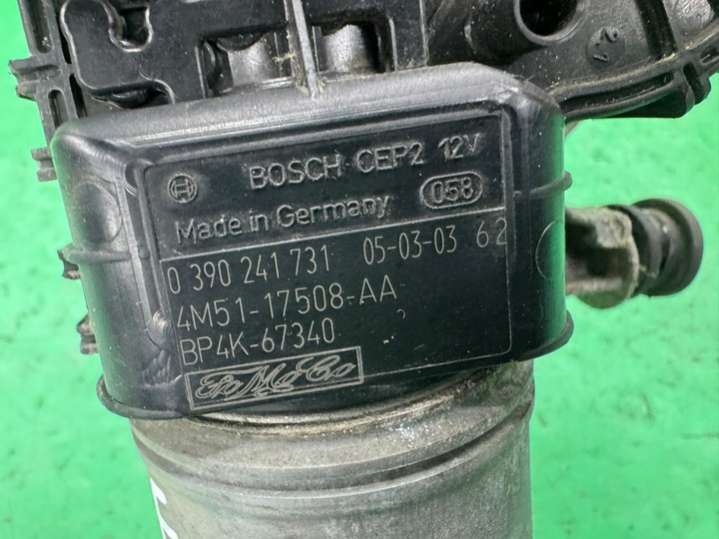 BOSCH CEP2 12V
Made in Germany 058
0 390 241 731 05-03-03 6 2
4M51-17508-AA
BP4K-67340
FoMoCo